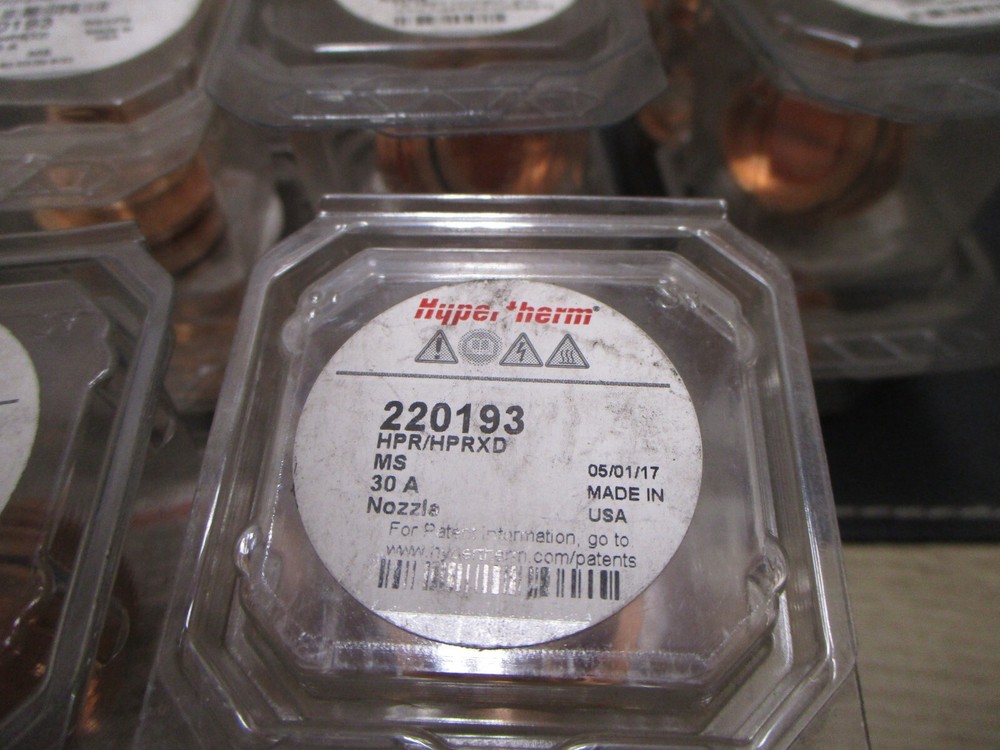 Hypertherm®
220193
HPR/HPRXD
MS
30 A
Nozzle
05/01/17
MADE IN
USA
For Patent Information, go to
www.hypertherm.com/patents